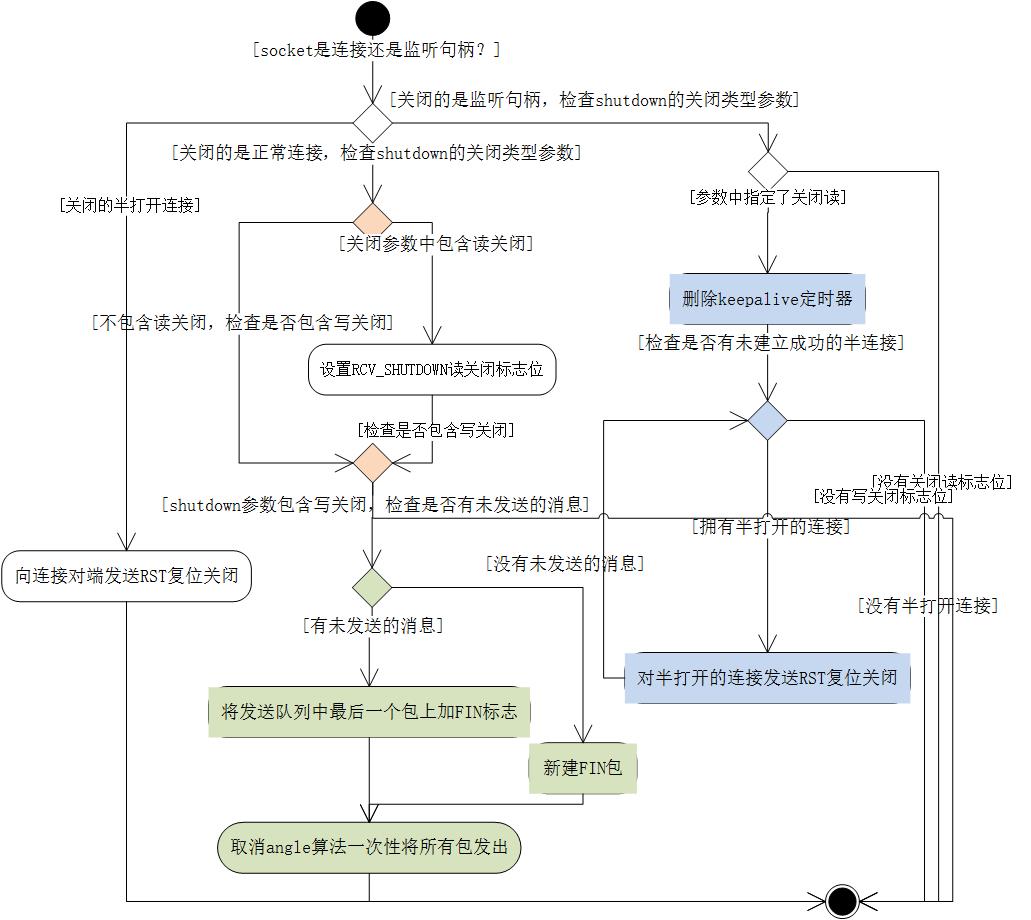 [socket是连接还是监听句柄？]
[关闭的是监听句柄，检查shutdown的关闭类型参数]
[关闭的是正常连接，检查shutdown的关闭类型参数]
[参数中指定了关闭读]
[关闭的半打开连接]
[关闭参数中包含读关闭]
删除keepalive定时器
[不包含读关闭，检查是否包含写关闭]
[检查是否有未建立成功的半连接]
设置RCV_SHUTDOWN读关闭标志位
[检查是否包含写关闭]
[没有关闭读标志位]
[没有写关闭标志位]
[shutdown参数包含写关闭，检查是否有未发送的消息]
[拥有半打开的连接]
[没有未发送的消息]
向连接对端发送RST复位关闭
[没有半打开连接]
[有未发送的消息]
对半打开的连接发送RST复位关闭
将发送队列中最后一个包上加FIN标志
新建FIN包
取消angle算法一次性将所有包发出